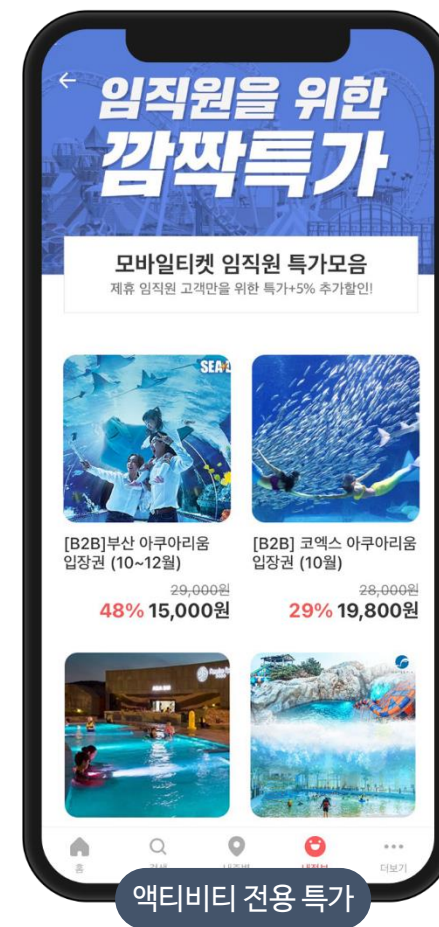 임직원을 위한
깜짝특가
모바일티켓 임직원 특가모음
제휴 임직원 고객만을 위한 특가+5% 추가할인!
SEA
[B2B]부산 아쿠아리움
입장권 (10~12월)
29,000원
48% 15,000원
[B2B] 코엑스 아쿠아리움
입장권 (10월)
28,000원
29% 19,800원
홈
더보기
액티비티 전용 특가